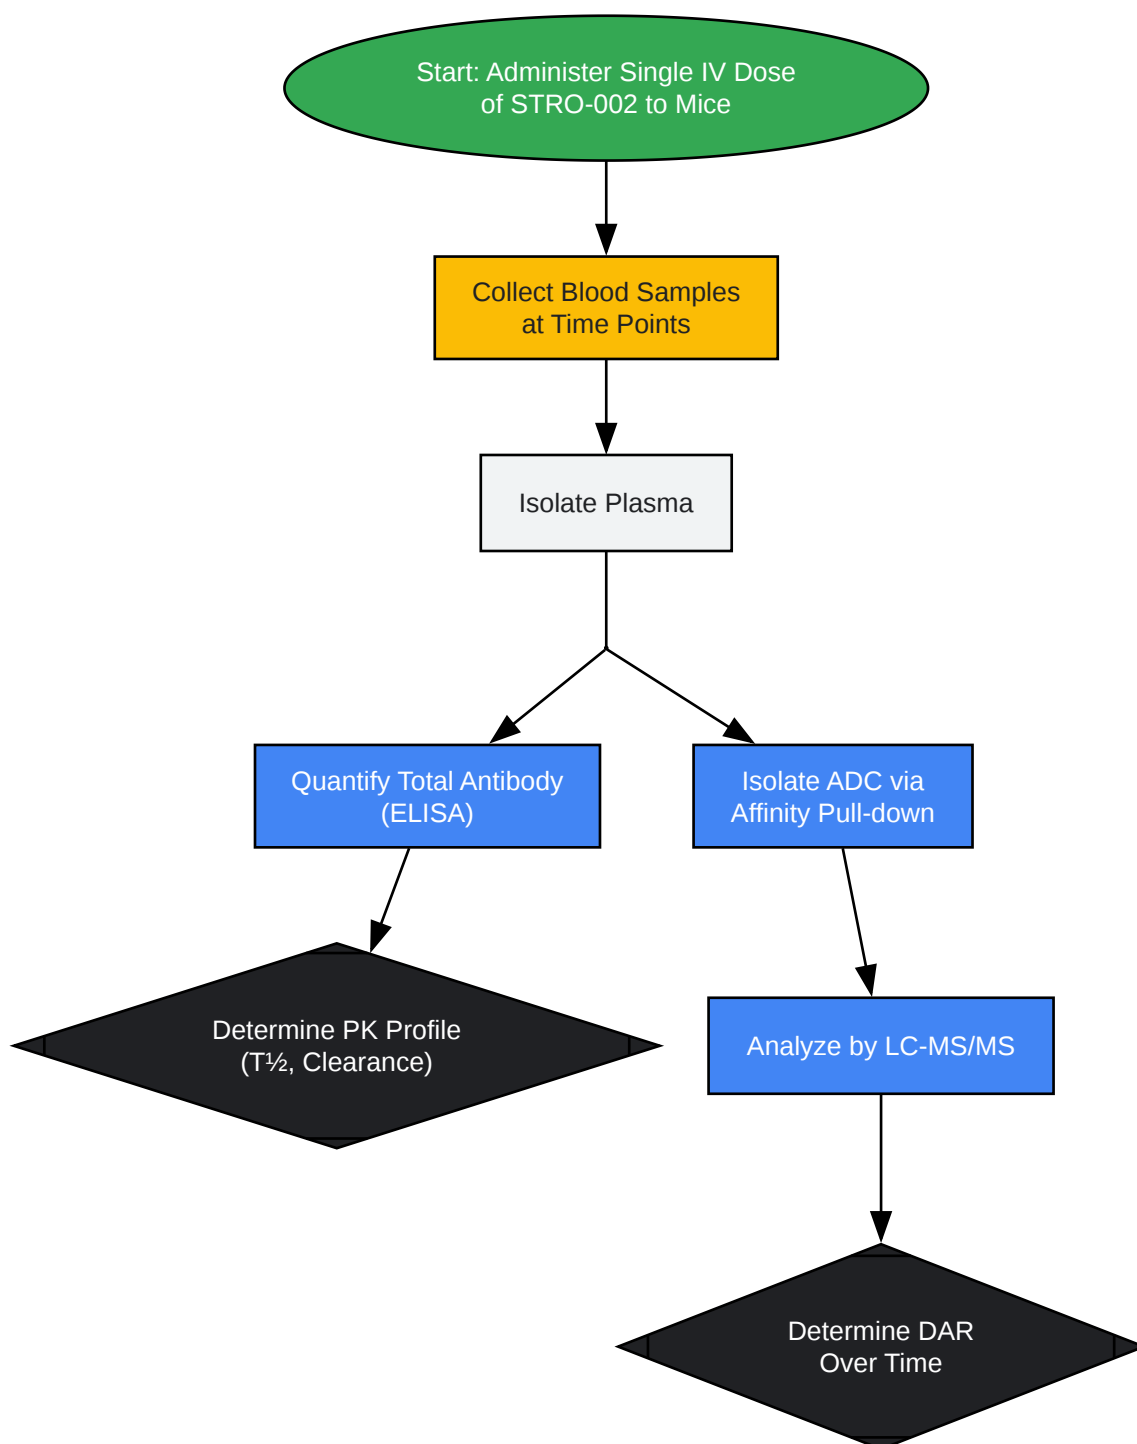 Start: Administer Single IV Dose
of STRO-002 to Mice
Collect Blood Samples
at Time Points
Isolate Plasma
Quantify Total Antibody
(ELISA)
Isolate ADC via
Affinity Pull-down
Determine PK Profile
(T½, Clearance)
Analyze by LC-MS/MS
Determine DAR
Over Time